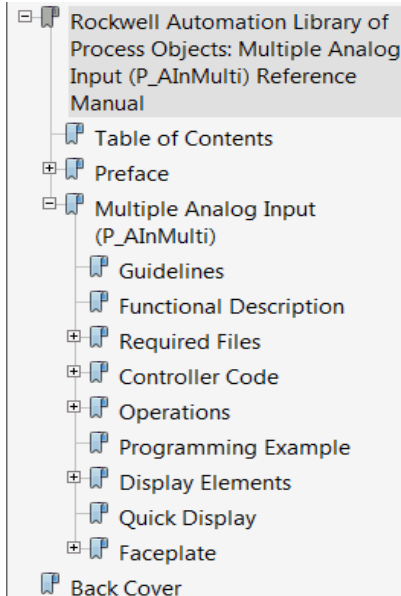 Rockwell Automation Library of
Process Objects: Multiple Analog
Input (P_AInMulti) Reference
Manual
Table of Contents
Preface
Multiple Analog Input
(P_AInMulti)
Guidelines
Functional Description
Required Files
Controller Code
Operations
Programming Example
Display Elements
Quick Display
Faceplate
Back Cover